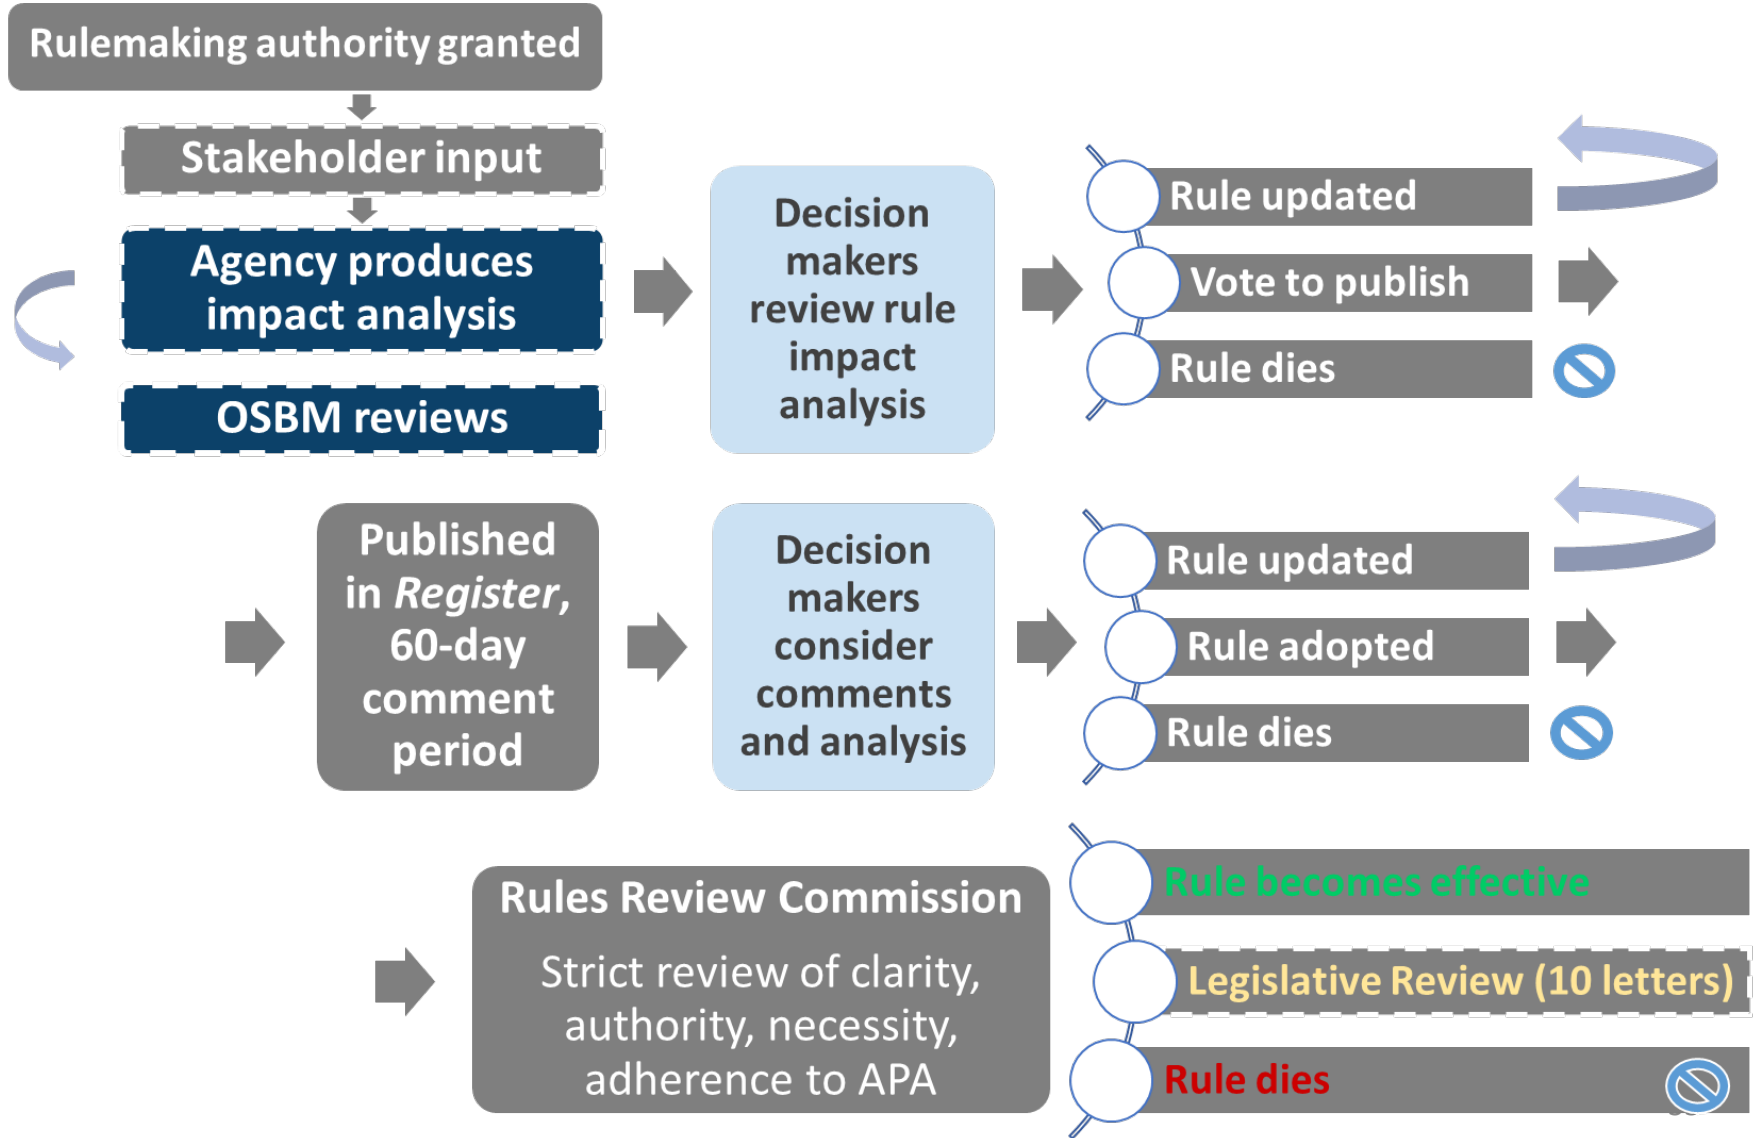 Rulemaking authority granted
Stakeholder input
Agency produces
impact analysis
OSBM reviews
Decision
makers
review rule
impact
analysis
Rule updated
Vote to publish
Rule dies
Published
in Register,
60-day
comment
period
Decision
makers
consider
comments
and analysis
Rule updated
Rule adopted
Rule dies
Rules Review Commission
Strict review of clarity,
authority, necessity,
adherence to APA
Rule becomes effective
Legislative Review (10 letters)
Rule dies